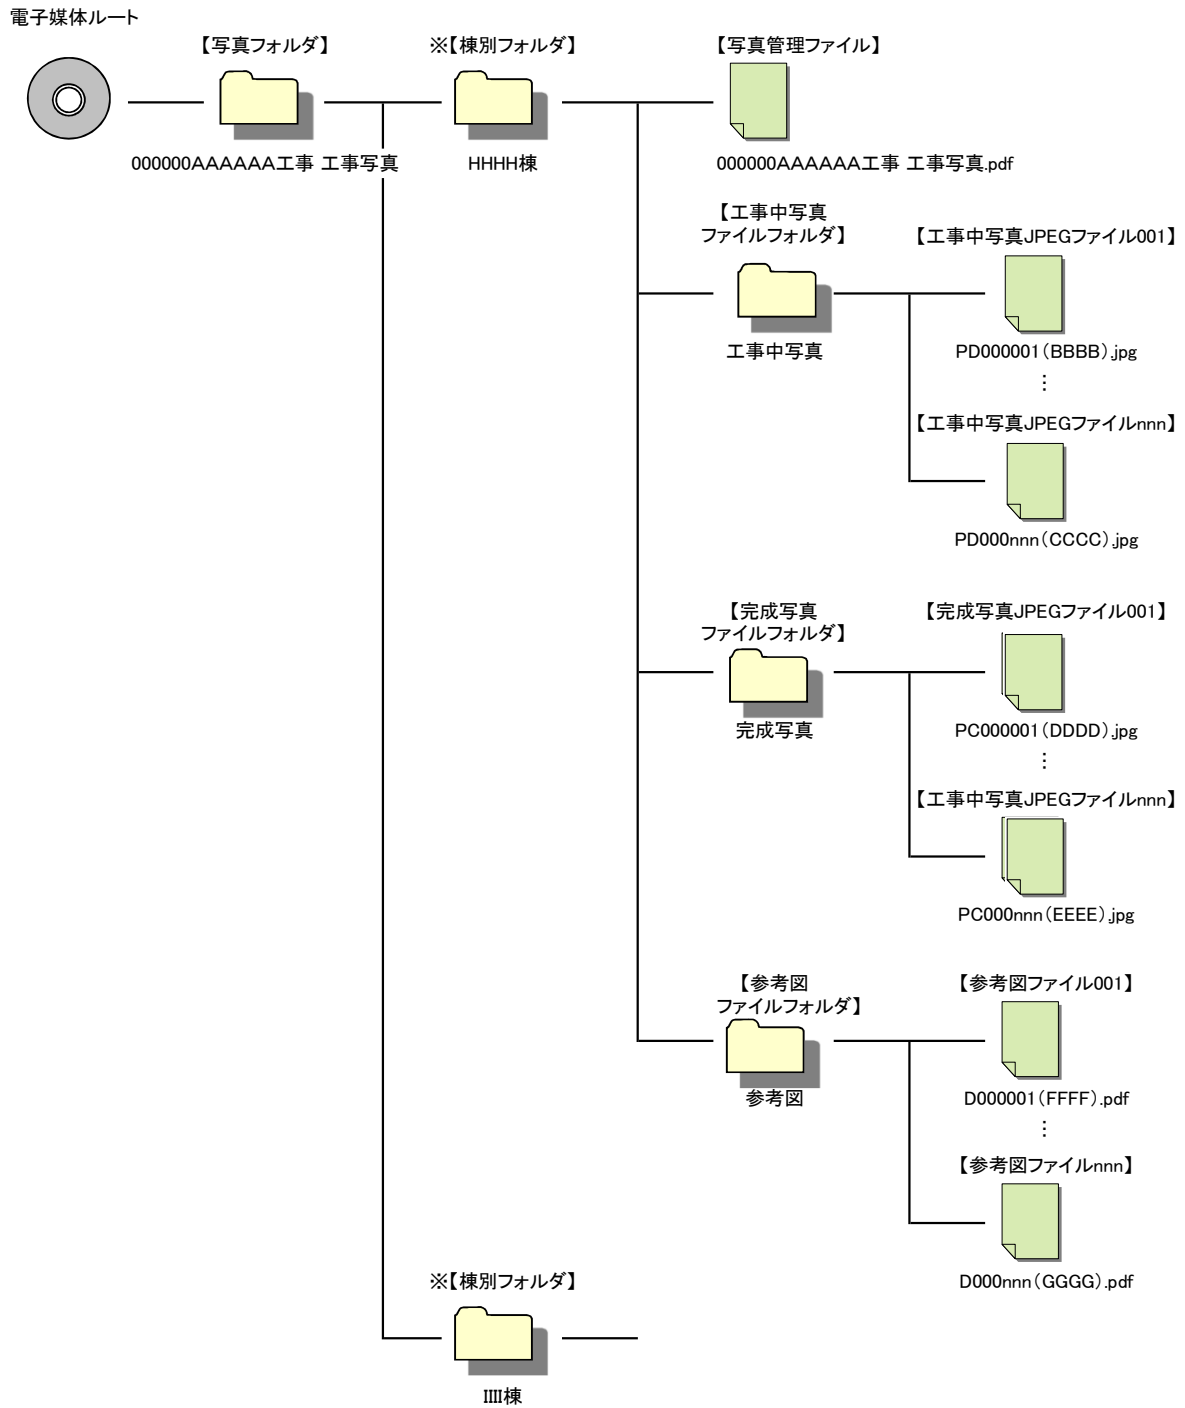 電子媒体ルート
【写真フォルダ】
※【棟別フォルダ】
【写真管理ファイル】
000000AAAAAA工事 工事写真
HHHH棟
000000AAAAAA工事 工事写真.pdf
【工事中写真
ファイルフォルダ】
【工事中写真JPEGファイル001】
工事中写真
PD000001(BBBB).jpg
⋮
【工事中写真JPEGファイルnnn】
PD000nnn(CCCC).jpg
【完成写真
ファイルフォルダ】
【完成写真JPEGファイル001】
完成写真
PC000001(DDDD).jpg
⋮
【工事中写真JPEGファイルnnn】
PC000nnn(EEEE).jpg
【参考図
ファイルフォルダ】
【参考図ファイル001】
参考図
D000001(FFFF).pdf
⋮
【参考図ファイルnnn】
D000nnn(GGGG).pdf
※【棟別フォルダ】
IIII棟